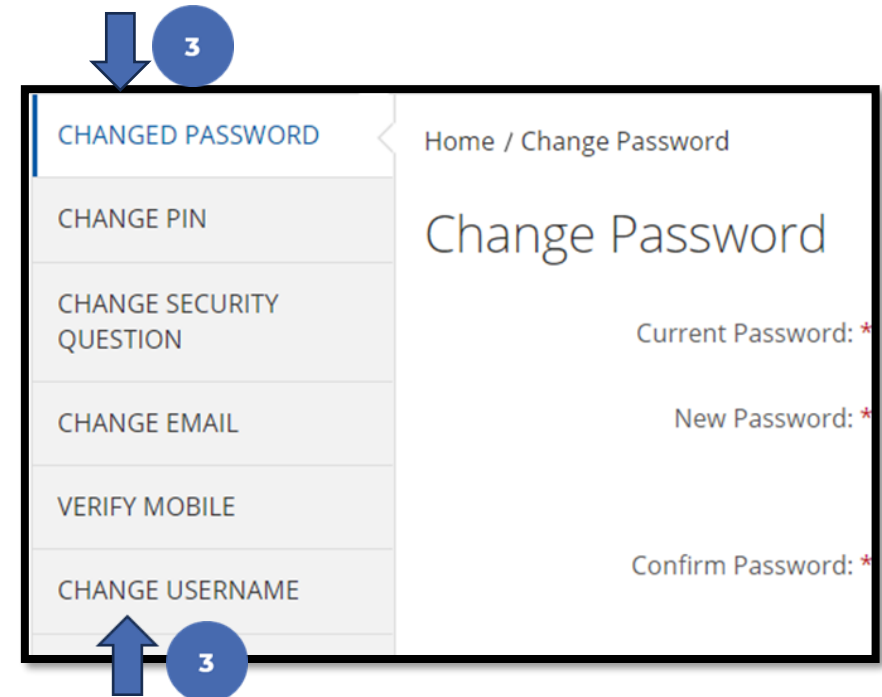 3
CHANGED PASSWORD
CHANGE PIN
CHANGE SECURITY
QUESTION
CHANGE EMAIL
VERIFY MOBILE
CHANGE USERNAME
3
Home / Change Password
Change Password
Current Password: *
New Password: *
Confirm Password: *